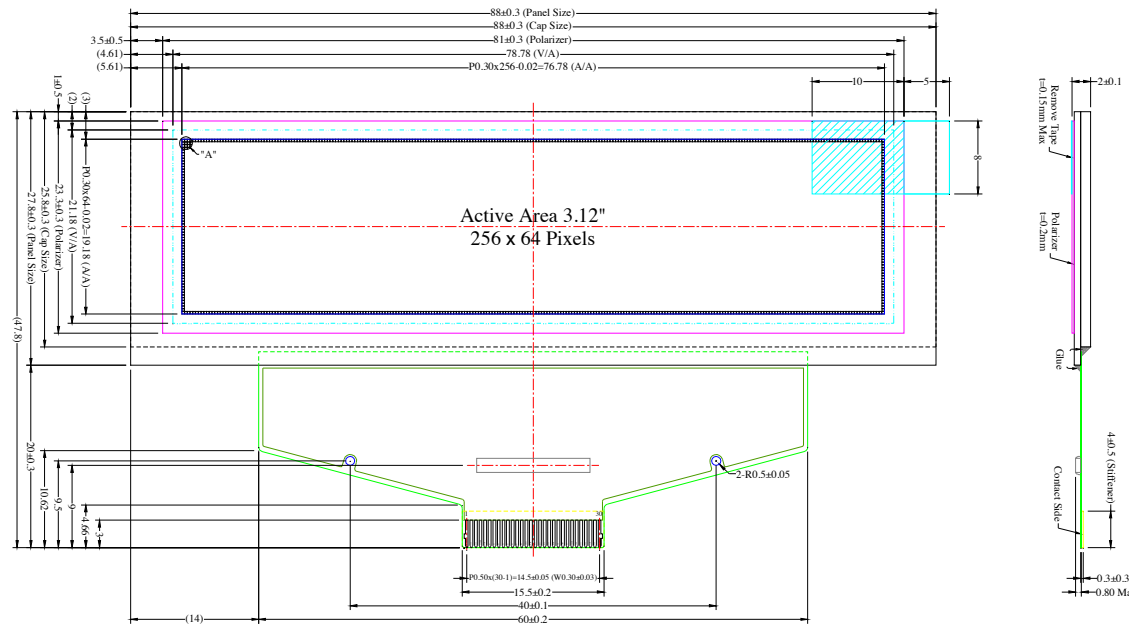 88±0.3 (Panel Size)
88±0.3 (Cap Size)
3.5±0.5
81±0.3 (Polarizer)
(4.61)
78.78 (V/A)
(5.61)
P0.30x256-0.02=76.78 (A/A)
10
5
8
1±0.5
(2)
(3)
"A"
Active Area 3.12"
256 x 64 Pixels
P0.30x64-0.02=19.18 (A/A)
21.18 (V/A)
23.3±0.3 (Polarizer)
25.8±0.3 (Cap Size)
27.8±0.3 (Panel Size)
(47.8)
20±0.3
10.62
9.5
9
4.66
3
2-R0.5±0.05
1
30
P0.50x(30-1)=14.5±0.05 (W0.30±0.03)
15.5±0.2
40±0.1
(14)
60±0.2
2±0.1
Remove Tape
t=0.15mm Max
Polarizer
t=0.2mm
Glue
4±0.5 (Stiffener)
Contact Side
0.3±0.3
0.80 Ma